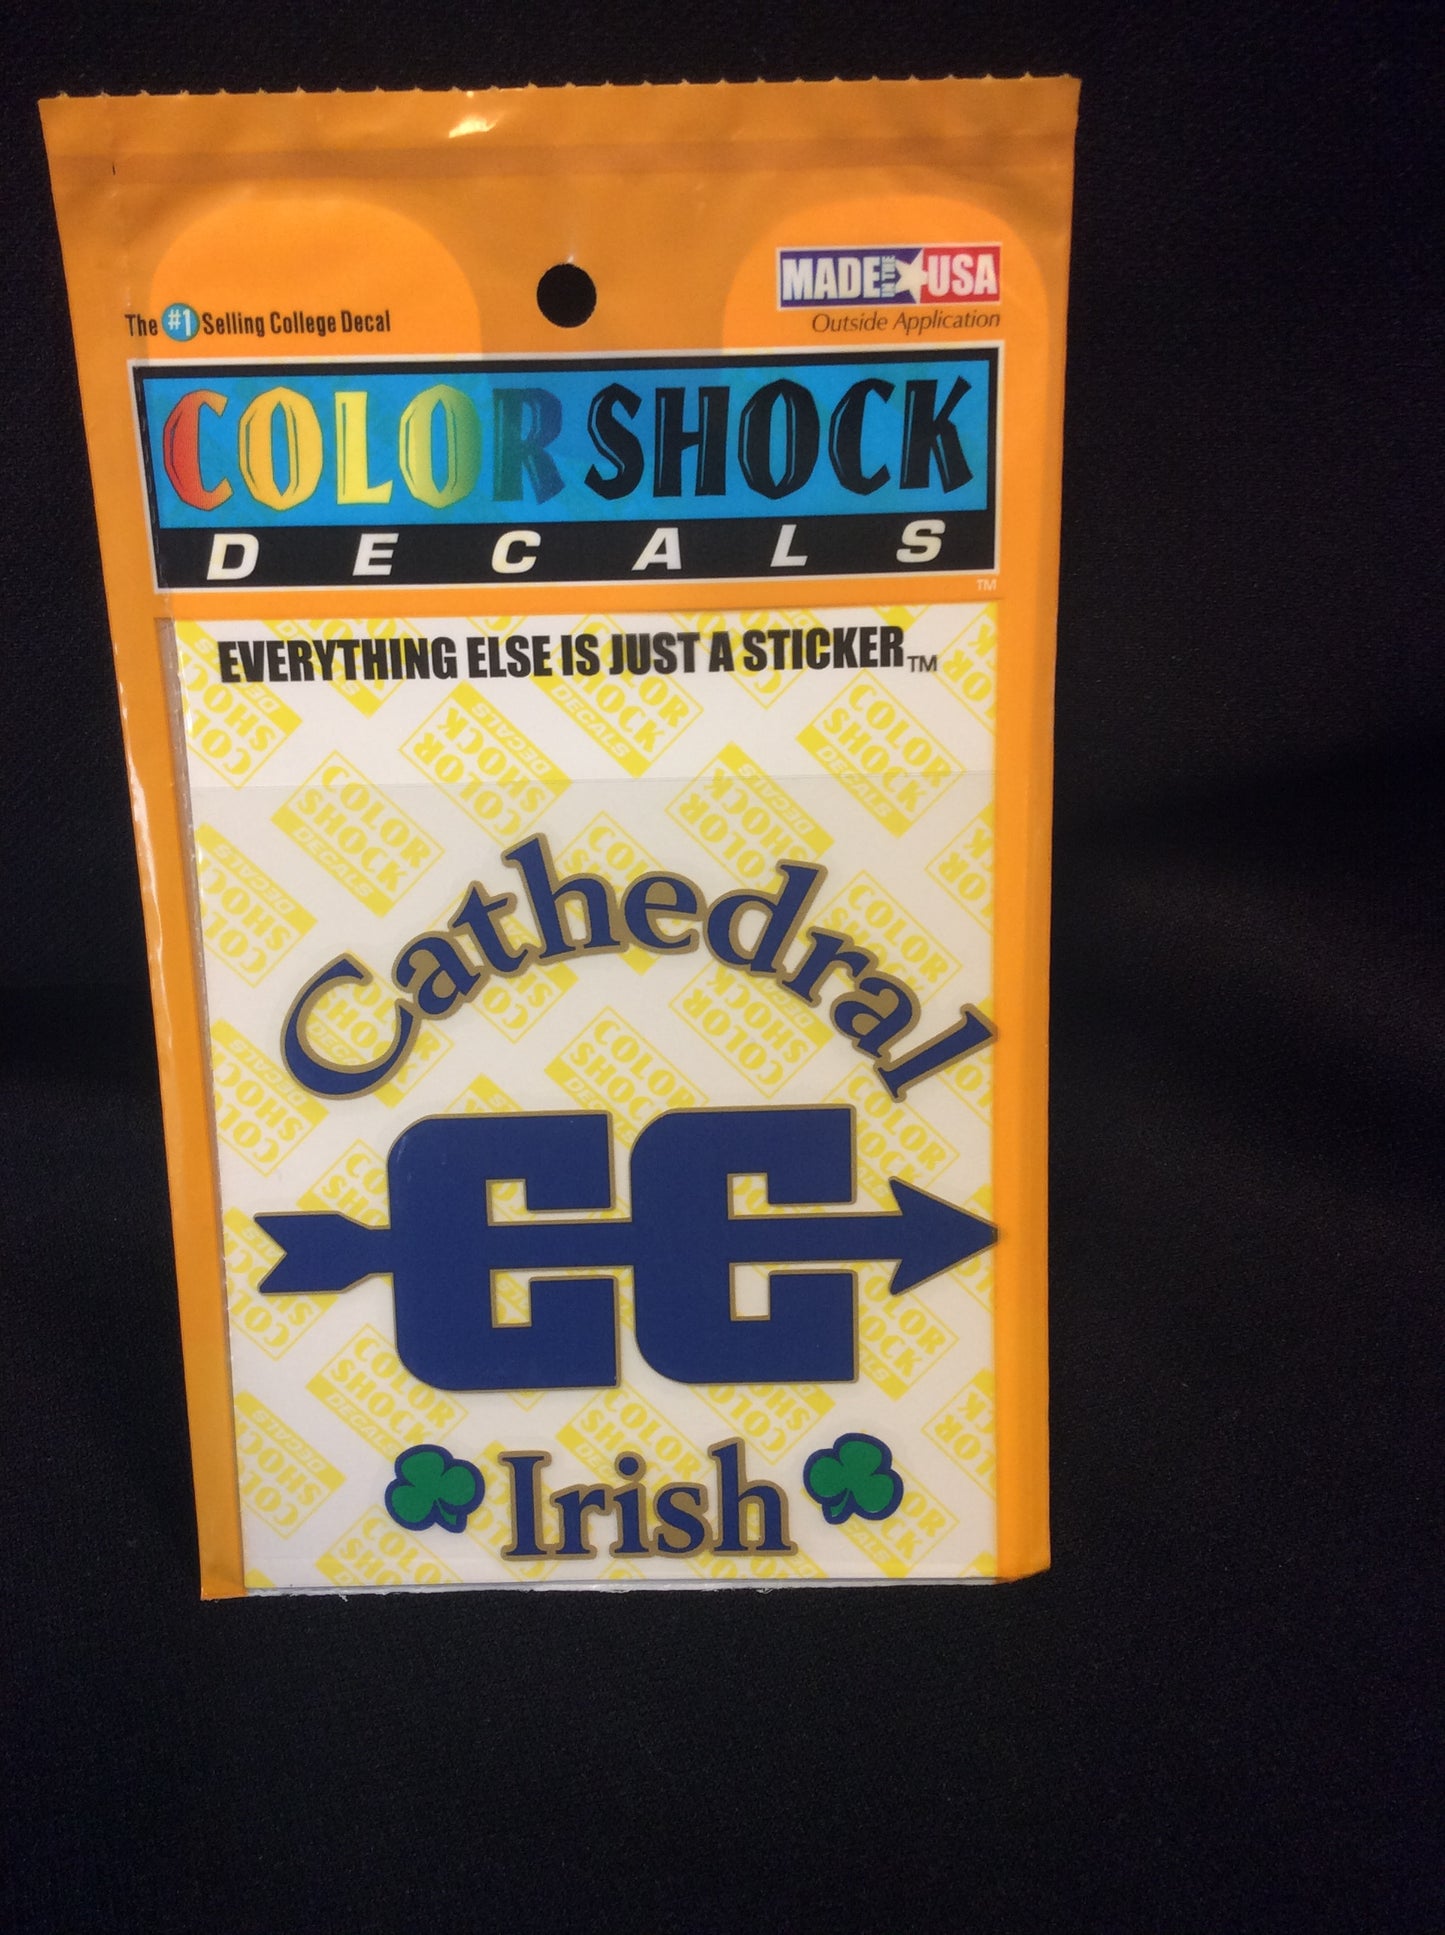 The #1 Selling College Decal
MADE IN THE USA
Outside Application
COLOR SHOCK
DECALS
TM
EVERYTHING ELSE IS JUST A STICKER TM
Cathedral
CC
Irish